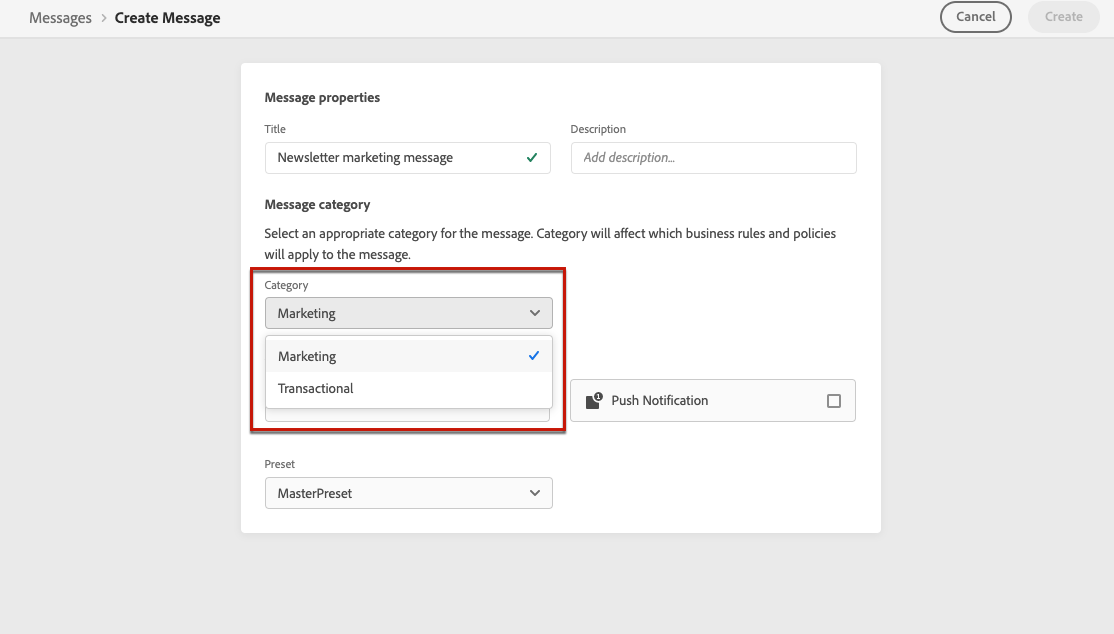 Messages > Create Message
Cancel
Create
Message properties
Title
Description
Newsletter marketing message
Add description...
Message category
Select an appropriate category for the message. Category will affect which business rules and policies
will apply to the message.
Category
Marketing
Marketing
Transactional
1
Push Notification
Preset
MasterPreset